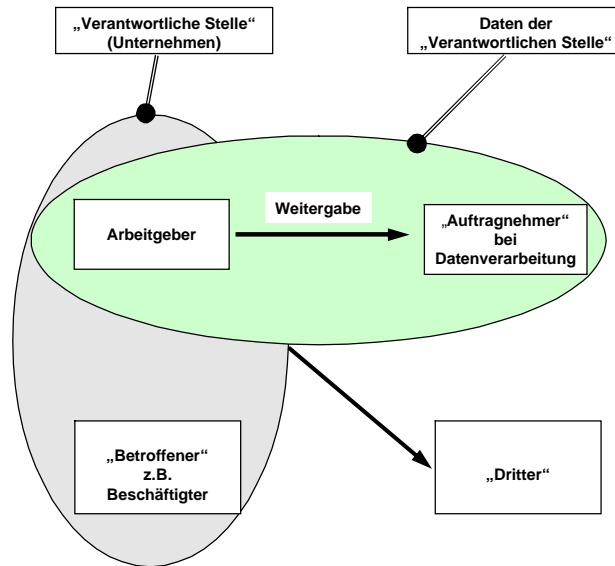 „Verantwortliche Stelle“
(Unternehmen)
Daten der
„Verantwortlichen Stelle“
Arbeitgeber
Weitergabe
„Auftragnehmer“
bei
Datenverarbeitung
„Betroffener“
z.B.
Beschäftigter
„Dritter“